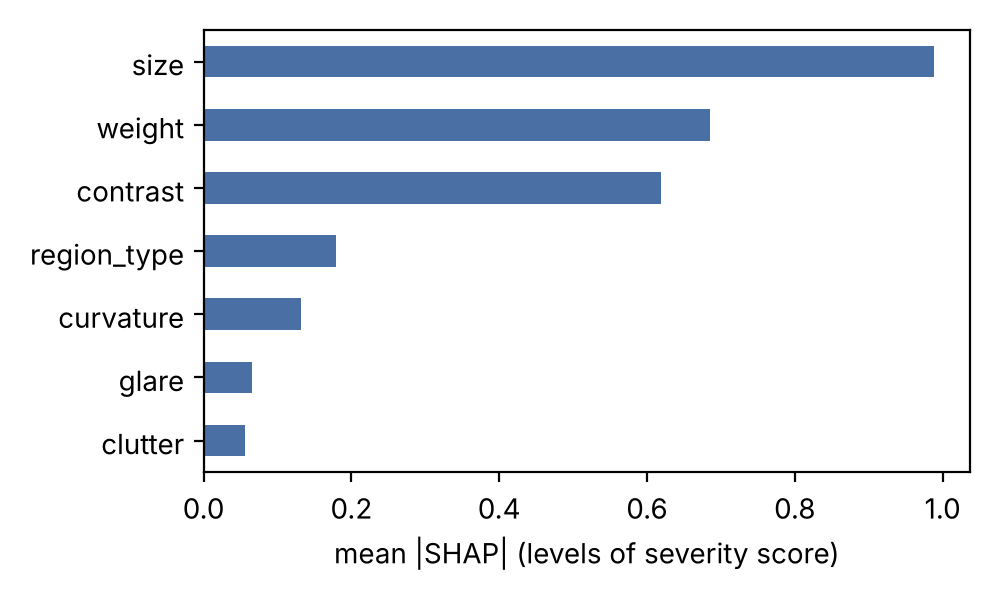 size
weight
contrast
region_type
curvature
glare
clutter
0.0 0.2 0.4 0.6 0.8 1.0
mean |SHAP| (levels of severity score)